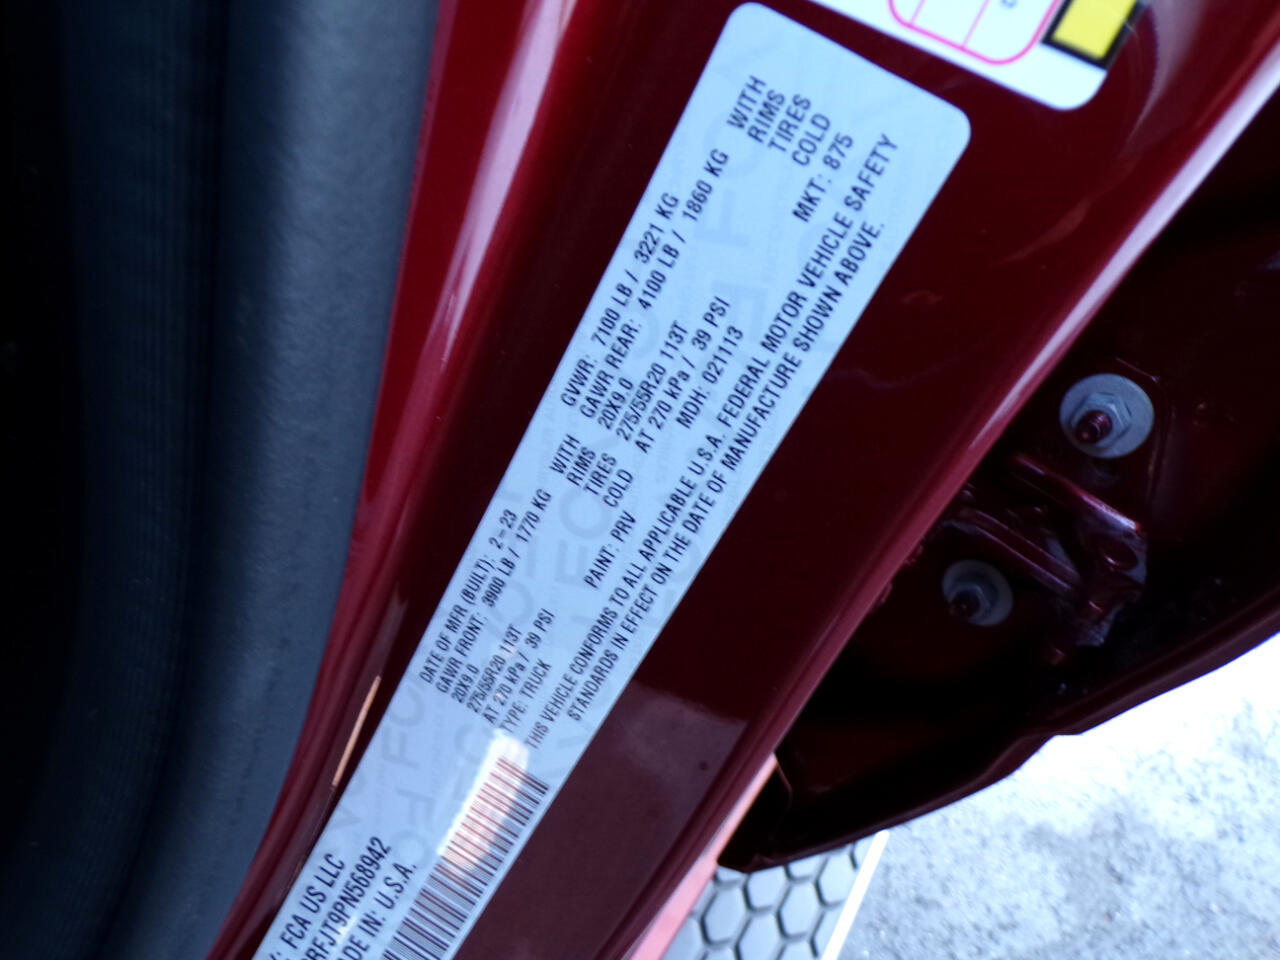 : FCA US LLC
DATE OF MFR (BUILT): 2-23
GVWR: 7100 LB / 3221 KG
RFJT9PN568942
GAWR FRONT: 3900 LB / 1770 KG
WITH
GAWR REAR: 4100 LB / 1860 KG
WITH
20X9.0
RIMS
20X9.0
RIMS
275/55R20 113T
TIRES
275/55R20 113T
TIRES
AT 270 kPa / 39 PSI
COLD
AT 270 kPa / 39 PSI
COLD
ADE IN: U.S.A.
TYPE: TRUCK
PAINT: PRV
MDH: 021113
MKT: 875
THIS VEHICLE CONFORMS TO ALL APPLICABLE U.S.A. FEDERAL MOTOR VEHICLE SAFETY
STANDARDS IN EFFECT ON THE DATE OF MANUFACTURE SHOWN ABOVE.